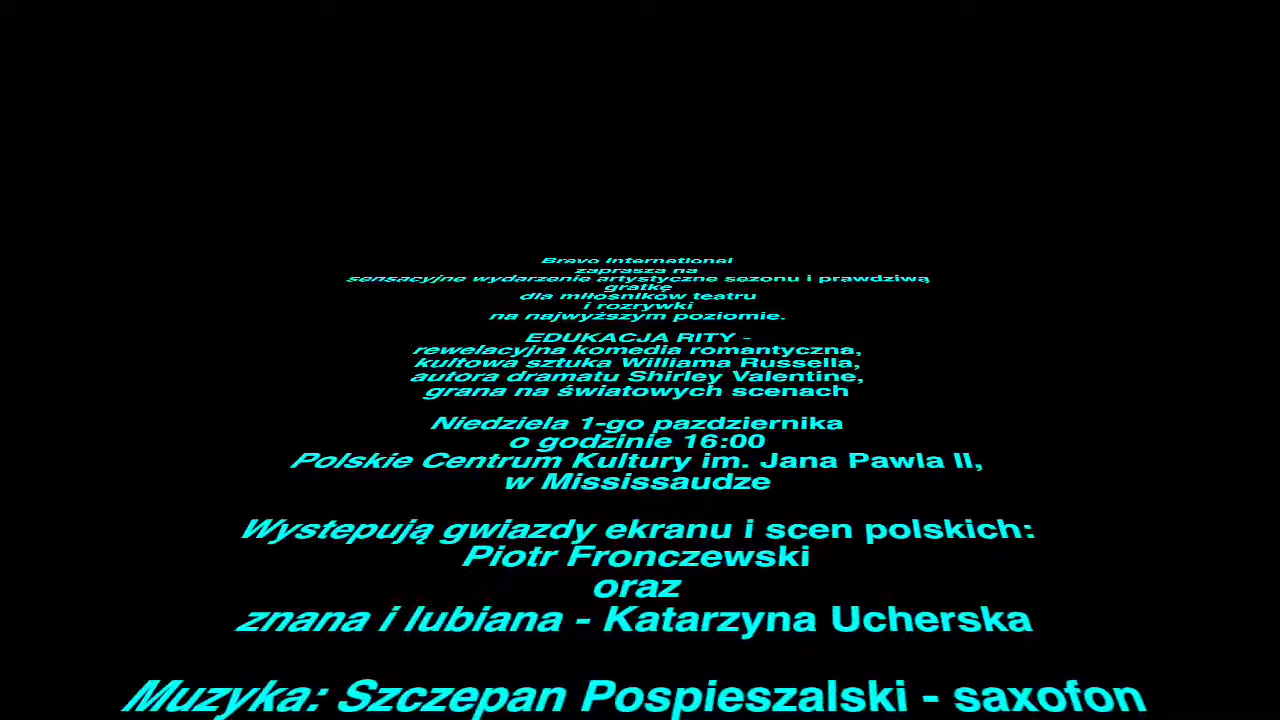 Bravo International
zaprasza na
sensacyjne wydarzenie artystyczne sezonu i prawdziwą
gratkę
dla miłośników teatru
i rozrywki
na najwyższym poziomie.
EDUKACJA RITY -
rewelacyjna komedia romantyczna,
kultowa sztuka Williama Russella,
autora dramatu Shirley Valentine,
grana na światowych scenach
Niedziela 1-go pazdziernika
o godzinie 16:00
Polskie Centrum Kultury im. Jana Pawla II,
w Mississaudze
Wystepują gwiazdy ekranu i scen polskich:
Piotr Fronczewski
oraz
znana i lubiana - Katarzyna Ucherska
Muzyka: Szczepan Pospieszalski - saxofon